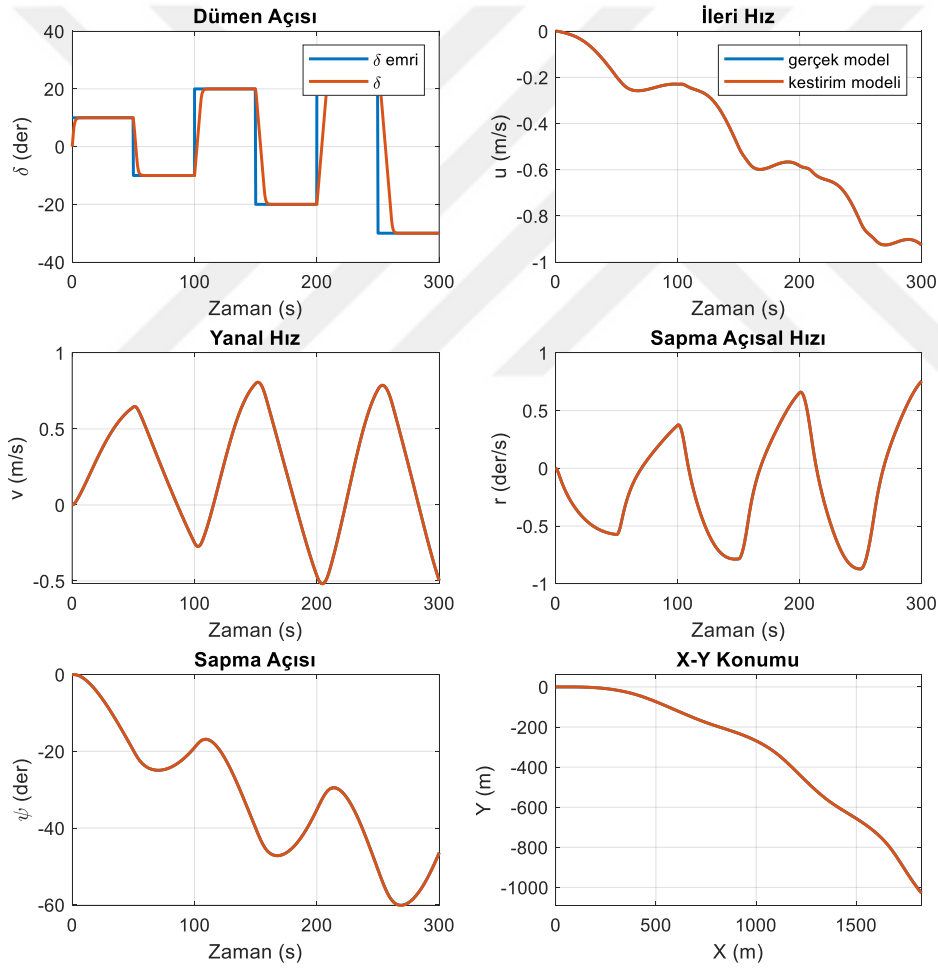 Dümen Açısı
δ emri
δ
40
20
0
-20
-40
δ (der)
0
100
200
300
Zaman (s)
İleri Hız
gerçek model
kestirim modeli
0
-0.2
-0.4
-0.6
-0.8
-1
u (m/s)
0
100
200
300
Zaman (s)
Yanal Hız
1
0.5
0
-0.5
v (m/s)
0
100
200
300
Zaman (s)
Sapma Açısal Hızı
1
0.5
0
-0.5
-1
r (der/s)
0
100
200
300
Zaman (s)
Sapma Açısı
0
-20
-40
-60
ψ (der)
0
100
200
300
Zaman (s)
X-Y Konumu
0
-200
-400
-600
-800
-1000
Y (m)
0
500
1000
1500
X (m)